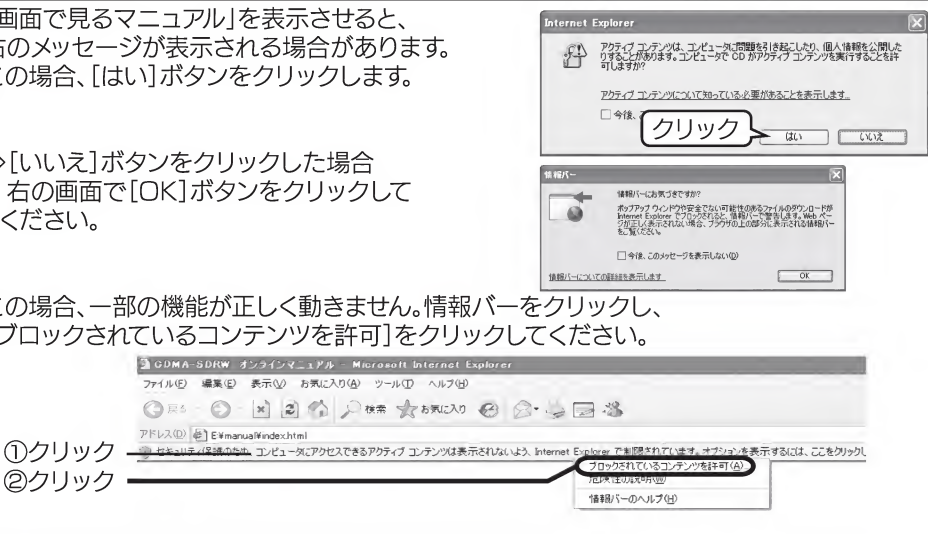 画面で見るマニュアル」を表示させると、
右のメッセージが表示される場合があります。
この場合、[はい]ボタンをクリックします。
[いいえ]ボタンをクリックした場合
右の画面で[OK]ボタンをクリックして
ください。
Internet Explorer
アクティブ コンテンツは、コンピュータに問題を引き起こしたり、個人情報を公開した
りすることがあります。コンピュータで CD がアクティブ コンテンツを実行することを許
可しますか?
アクティブ コンテンツについて知っている必要があることを表示します...
今後、
クリック
はい
いいえ
情報バー
情報バーにお気づきですか?
ポップアップ ウィンドウや安全でない可能性のあるファイルのダウンロードが
Internet Explorer でブロックされると、情報バーで警告します。Web ペー
ジが正しく表示されない場合、ブラウザの上の部分に表示される情報バー
をご覧ください。
今後、このメッセージを表示しない(D)
情報バーについての詳細を表示します...
OK
この場合、一部の機能が正しく動きません。情報バーをクリックし、
ブロックされているコンテンツを許可]をクリックしてください。
GDMA-SDRW オンラインマニュアル - Microsoft Internet Explorer
ファイル(F) 編集(E) 表示(V) お気に入り(A) ツール(T) ヘルプ(H)
戻る 検索 お気に入り
アドレス(D) E¥manual¥index.html
セキュリティ保護のため、コンピュータにアクセスできるアクティブ コンテンツは表示されないよう、Internet Explorer で制限されています。オプションを表示するには、ここをクリックし
①クリック
②クリック
ブロックされているコンテンツを許可(A)
危険性の説明(W)
情報バーのヘルプ(H)